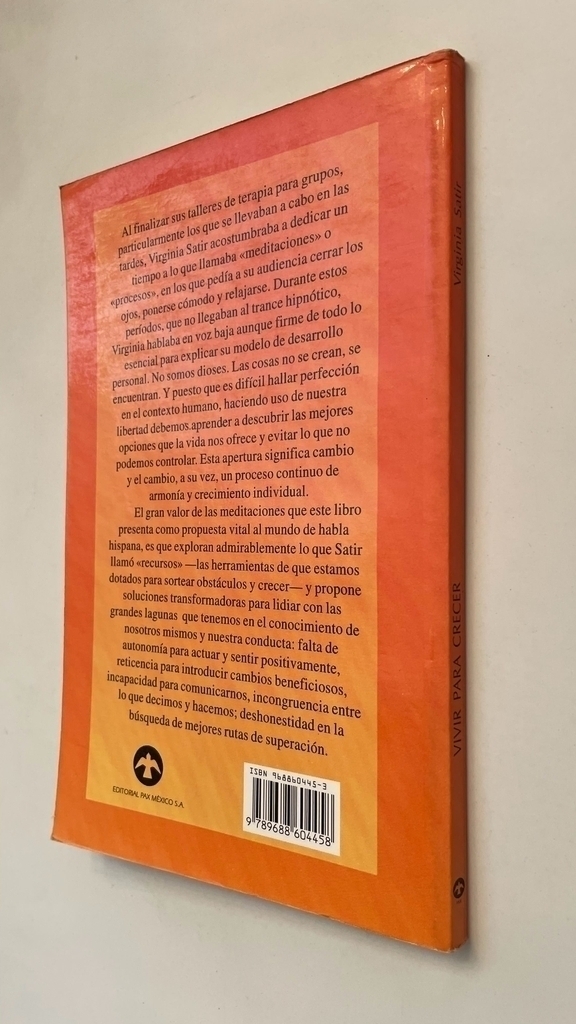 Al finalizar sus talleres de terapia para grupos,
particularmente los que se llevaban a cabo en las
tardes, Virginia Satir acostumbraba a dedicar un
tiempo a lo que llamaba «meditaciones» o
«procesos», en los que pedía a su audiencia cerrar los
ojos, ponerse cómodo y relajarse. Durante estos
períodos, que no llegaban al trance hipnótico,
Virginia hablaba en voz baja aunque firme de todo lo
esencial para explicar su modelo de desarrollo
personal. No somos dioses. Las cosas no se crean, se
encuentran. Y puesto que es difícil hallar perfección
en el contexto humano, haciendo uso de nuestra
libertad debemos aprender a descubrir las mejores
opciones que la vida nos ofrece y evitar lo que no
podemos controlar. Esta apertura significa cambio
y el cambio, a su vez, un proceso continuo de
armonía y crecimiento individual.
El gran valor de las meditaciones que este libro
presenta como propuesta vital al mundo de habla
hispana, es que exploran admirablemente lo que Satir
llamó «recursos» —las herramientas de que estamos
dotados para sortear obstáculos y crecer— y propone
soluciones transformadoras para lidiar con las
grandes lagunas que tenemos en el conocimiento de
nosotros mismos y nuestra conducta: falta de
autonomía para actuar y sentir positivamente,
reticencia para introducir cambios beneficiosos,
incapacidad para comunicarnos, incongruencia entre
lo que decimos y hacemos; deshonestidad en la
búsqueda de mejores rutas de superación.
EDITORIAL PAX MÉXICO S.A.
ISBN 968860445-3
9 789688 604458
Virginia Satir
VIVIR PARA CRECER